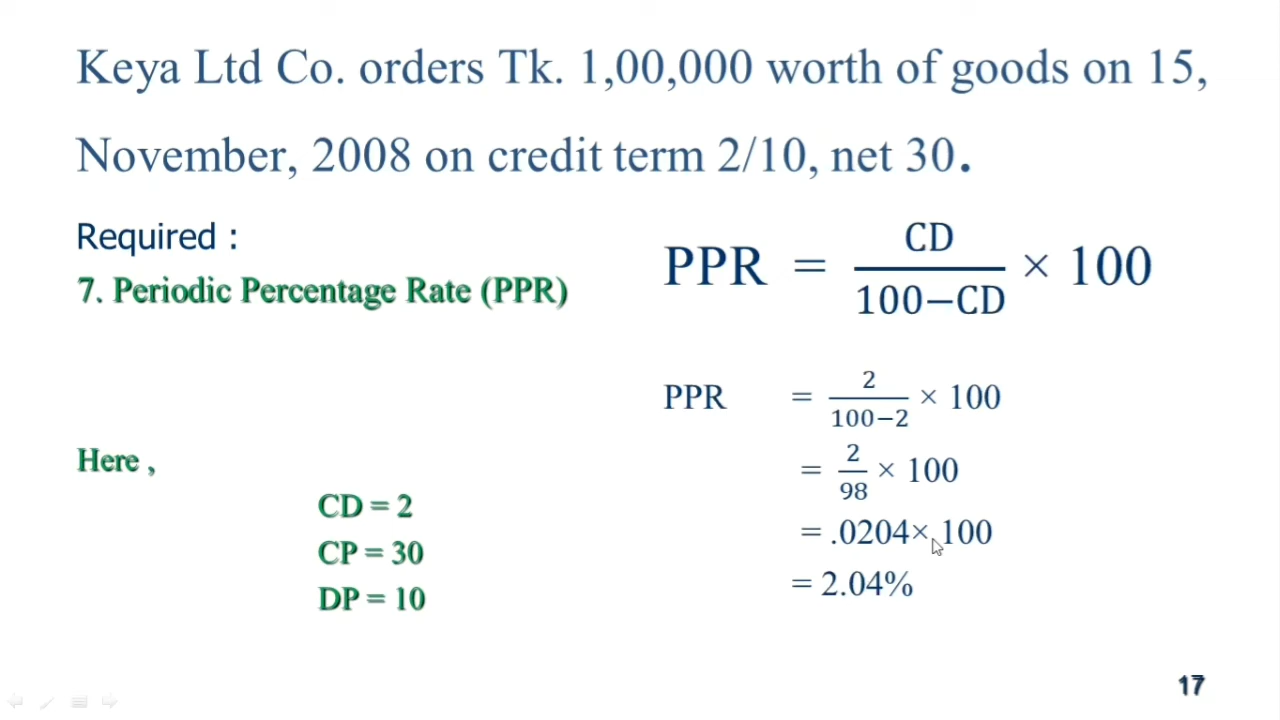 Keya Ltd Co. orders Tk. 1,00,000 worth of goods on 15,
November, 2008 on credit term 2/10, net 30.
Required :
7. Periodic Percentage Rate (PPR)
Here ,
CD = 2
CP = 30
DP = 10
PPR = CD/100−CD × 100
PPR = 2/100−2 × 100
= 2/98 × 100
= .0204× 100
= 2.04%
17